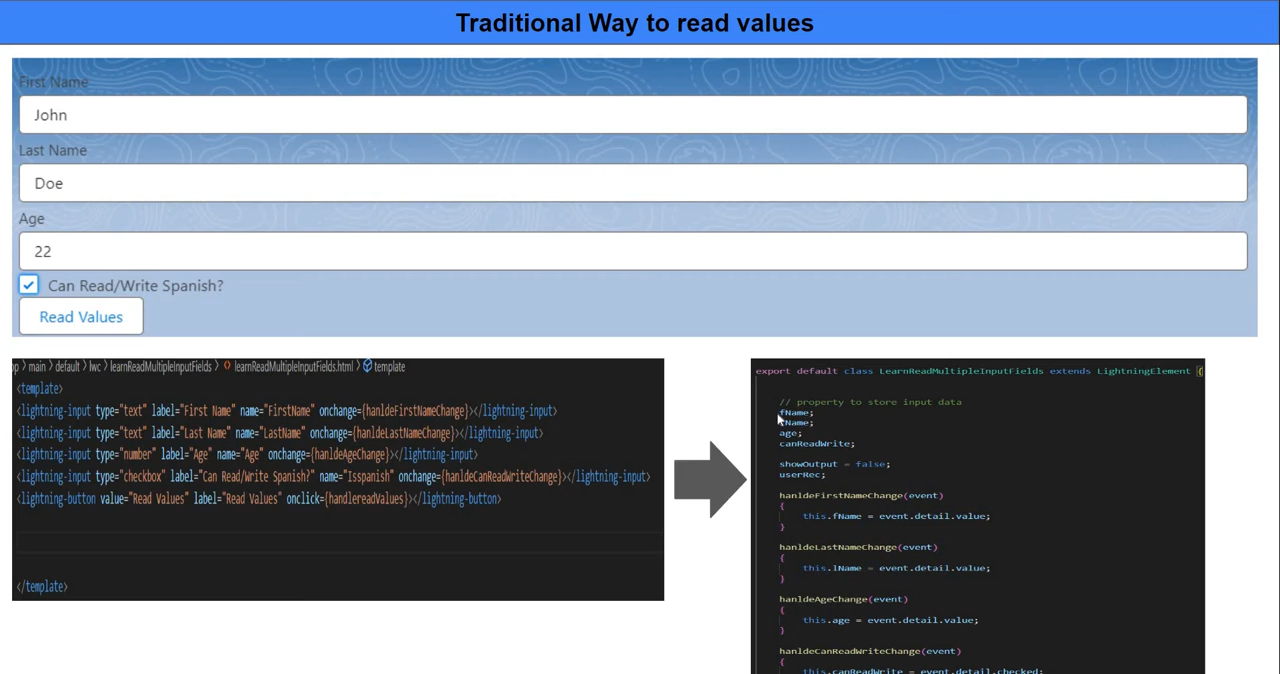 Traditional Way to read values
First Name
John
Last Name
Doe
Age
22
Can Read/Write Spanish?
Read Values
> main > default > lwc > learnReadMultipleInputFields > learnReadMultipleInputFields.html > template
<template>
<lightning-input type="text" label="First Name" name="FirstName" onchange={hanldeFirstNameChange}></lightning-input>
<lightning-input type="text" label="Last Name" name="LastName" onchange={hanldeLastNameChange}></lightning-input>
<lightning-input type="number" label="Age" name="Age" onchange={hanldeAgeChange}></lightning-input>
<lightning-input type="checkbox" label="Can Read/Write Spanish?" name="Isspanish" onchange={hanldeCanReadWriteChange}></lightning-input>
<lightning-button value="Read Values" label="Read Values" onclick={handlereadValues}></lightning-button>
</template>
export default class LearnReadMultipleInputFields extends LightningElement {
// property to store input data
fName;
lName;
age;
canReadWrite;
showOutput = false;
userRec;
hanldeFirstNameChange(event)
{
this.fName = event.detail.value;
}
hanldeLastNameChange(event)
{
this.lName = event.detail.value;
}
hanldeAgeChange(event)
{
this.age = event.detail.value;
}
hanldeCanReadWriteChange(event)
{
this.canReadWrite = event.detail.checked;